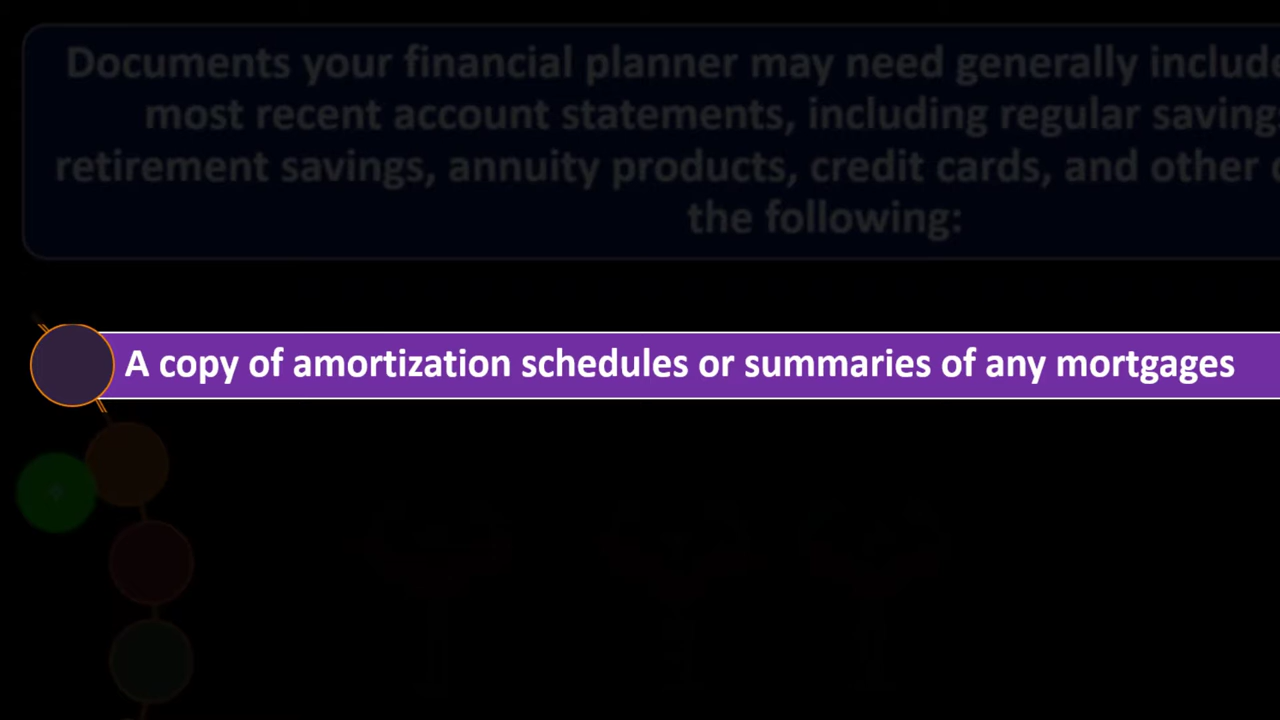 Documents your financial planner may need generally include
most recent account statements, including regular saving
retirement savings, annuity products, credit cards, and other
the following:
A copy of amortization schedules or summaries of any mortgages